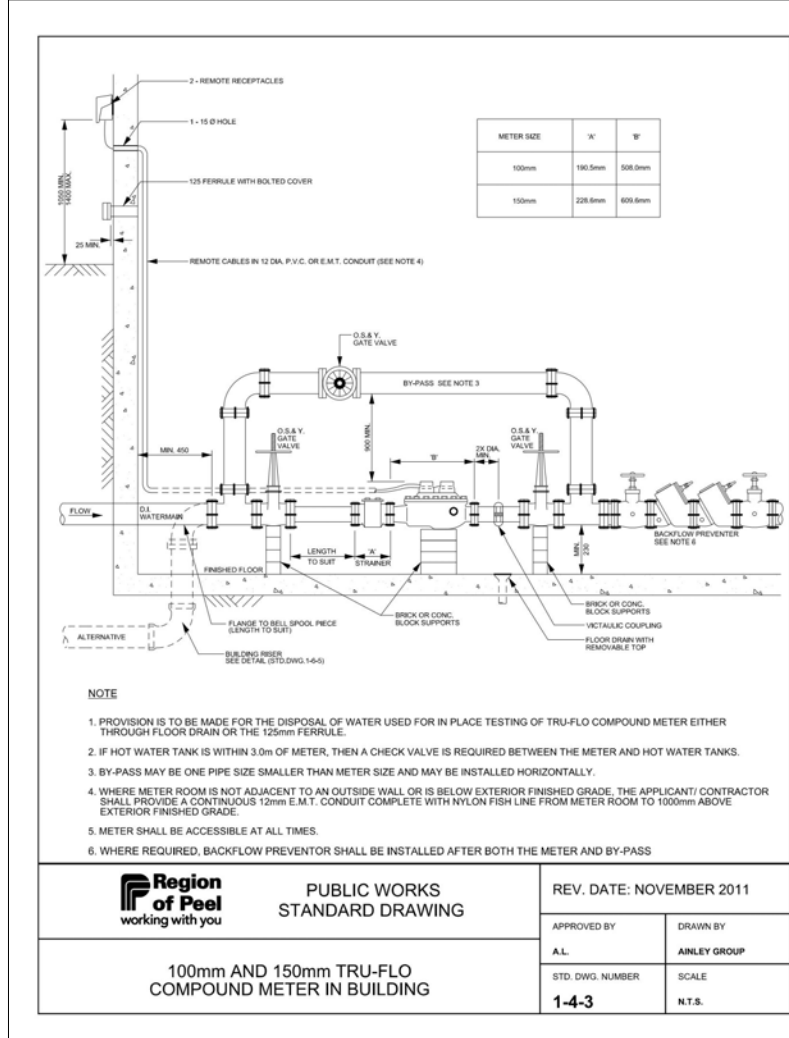 2 - REMOTE RECEPTACLES
1 - 15 Ø HOLE
125 FERRULE WITH BOLTED COVER
1050 MIN.
1400 MAX.
25 MIN.
REMOTE CABLES IN 12 DIA. P.V.C. OR E.M.T. CONDUIT (SEE NOTE 4)
METER SIZE 'A' 'B'
100mm 190.5mm 508.0mm
150mm 228.6mm 609.6mm
O.S.& Y.
GATE VALVE
BY-PASS SEE NOTE 3
900 MIN.
MIN. 450
O.S.& Y.
GATE
VALVE
'B'
2X DIA.
MIN.
O.S.& Y.
GATE
VALVE
FLOW
D.I.
WATERMAIN
LENGTH
TO SUIT
'A'
STRAINER
MIN.
230
BACKFLOW PREVENTER
SEE NOTE 6
FINISHED FLOOR
FLANGE TO BELL SPOOL PIECE
(LENGTH TO SUIT)
BRICK OR CONC.
BLOCK SUPPORTS
BRICK OR CONC.
BLOCK SUPPORTS
VICTAULIC COUPLING
FLOOR DRAIN WITH
REMOVABLE TOP
ALTERNATIVE
BUILDING RISER
SEE DETAIL (STD.DWG.1-6-5)
NOTE
1. PROVISION IS TO BE MADE FOR THE DISPOSAL OF WATER USED FOR IN PLACE TESTING OF TRU-FLO COMPOUND METER EITHER
THROUGH FLOOR DRAIN OR THE 125mm FERRULE.
2. IF HOT WATER TANK IS WITHIN 3.0m OF METER, THEN A CHECK VALVE IS REQUIRED BETWEEN THE METER AND HOT WATER TANKS.
3. BY-PASS MAY BE ONE PIPE SIZE SMALLER THAN METER SIZE AND MAY BE INSTALLED HORIZONTALLY.
4. WHERE METER ROOM IS NOT ADJACENT TO AN OUTSIDE WALL OR IS BELOW EXTERIOR FINISHED GRADE, THE APPLICANT/ CONTRACTOR
SHALL PROVIDE A CONTINUOUS 12mm E.M.T. CONDUIT COMPLETE WITH NYLON FISH LINE FROM METER ROOM TO 1000mm ABOVE
EXTERIOR FINISHED GRADE.
5. METER SHALL BE ACCESSIBLE AT ALL TIMES.
6. WHERE REQUIRED, BACKFLOW PREVENTOR SHALL BE INSTALLED AFTER BOTH THE METER AND BY-PASS
Region
of Peel
working with you
PUBLIC WORKS
STANDARD DRAWING
REV. DATE: NOVEMBER 2011
APPROVED BY
A.L.
DRAWN BY
AINLEY GROUP
100mm AND 150mm TRU-FLO
COMPOUND METER IN BUILDING
STD. DWG. NUMBER
1-4-3
SCALE
N.T.S.